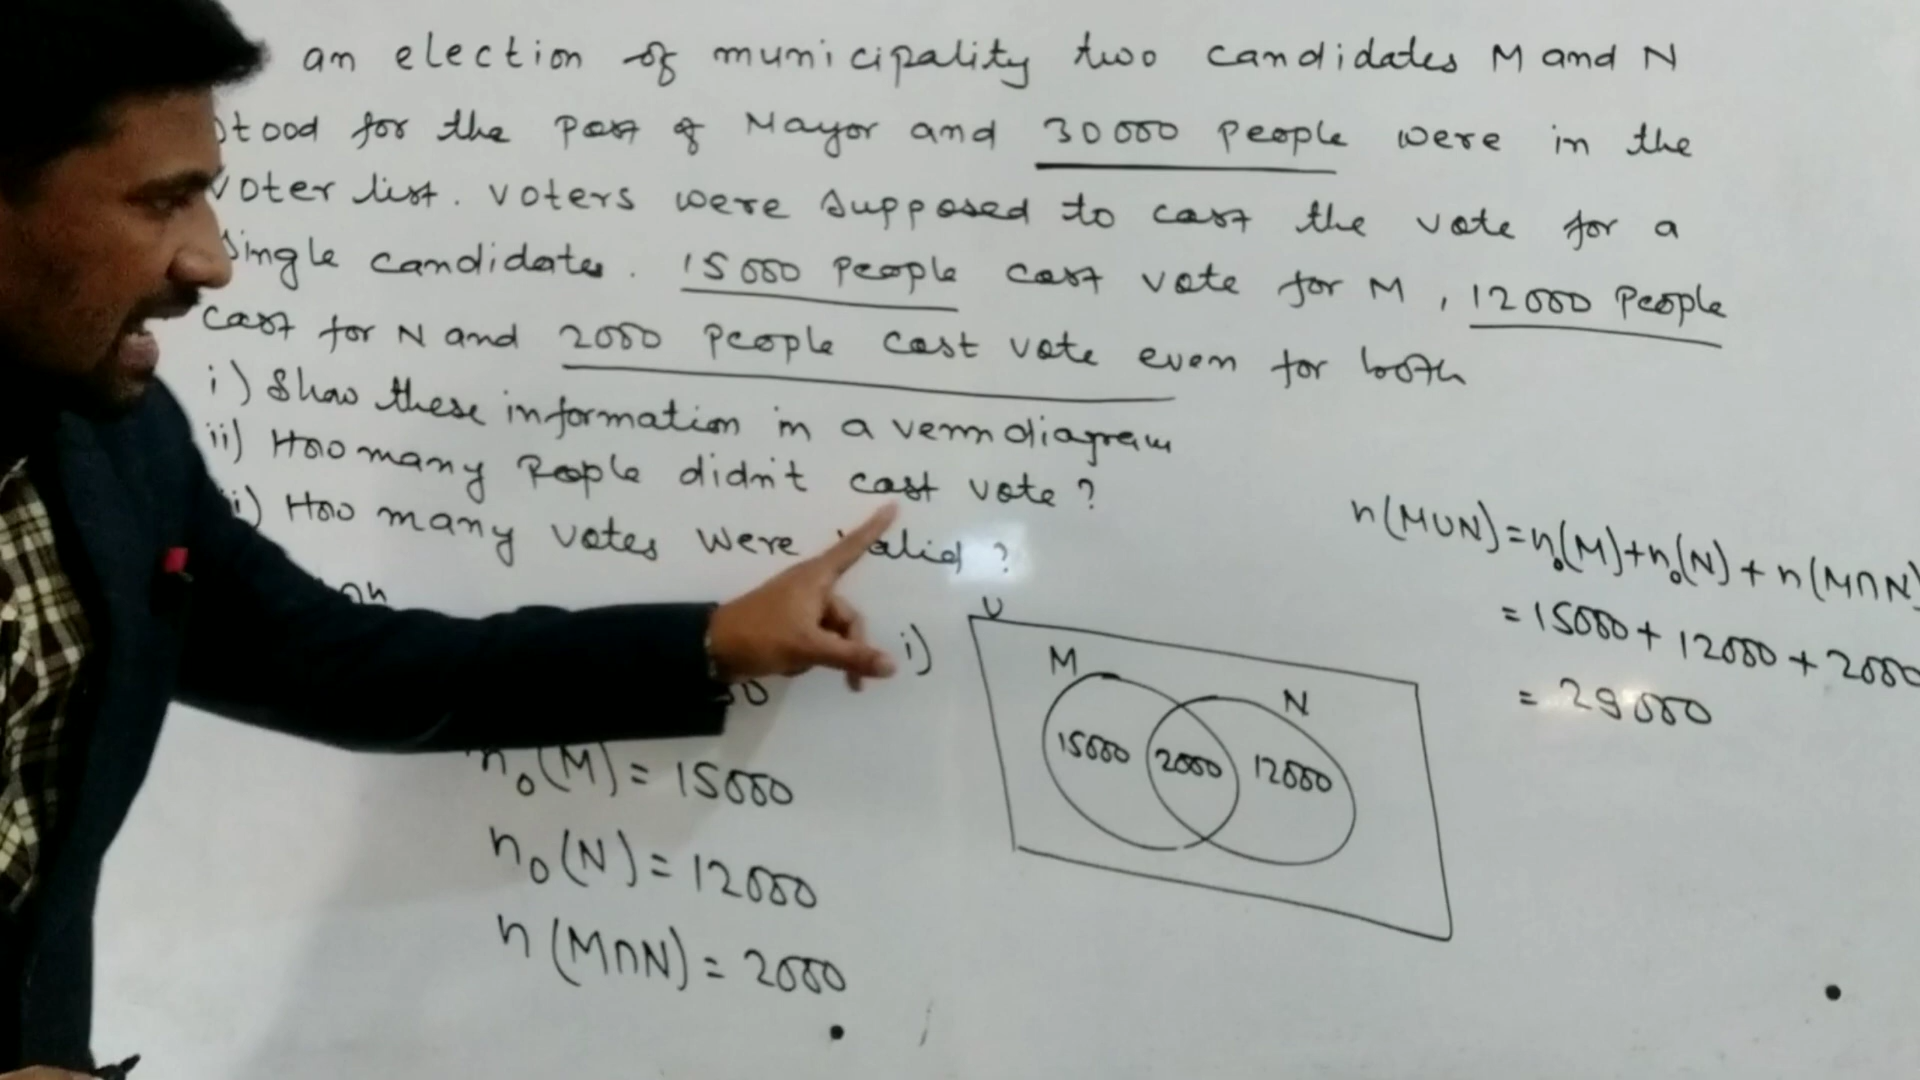 an election of municipality two candidates M and N
stood for the Post of Mayor and 30000 people were in the
voter list. voters were supposed to cast the vote for a
single candidates. 15000 people cast vote for M, 12000 People
cast for N and 2000 people cast vote even for both
i) Show these information in a venn diagram
ii) How many People didn't cast vote?
ii) How many votes were valid?
n(MUN)=n₀(M)+n₀(N)+n(M∩N)
=15000+12000+2000
= 29000
i)
U
M
N
15000 2000 12000
n₀(M)=15000
n₀(N)=12000
n(M∩N)=2000